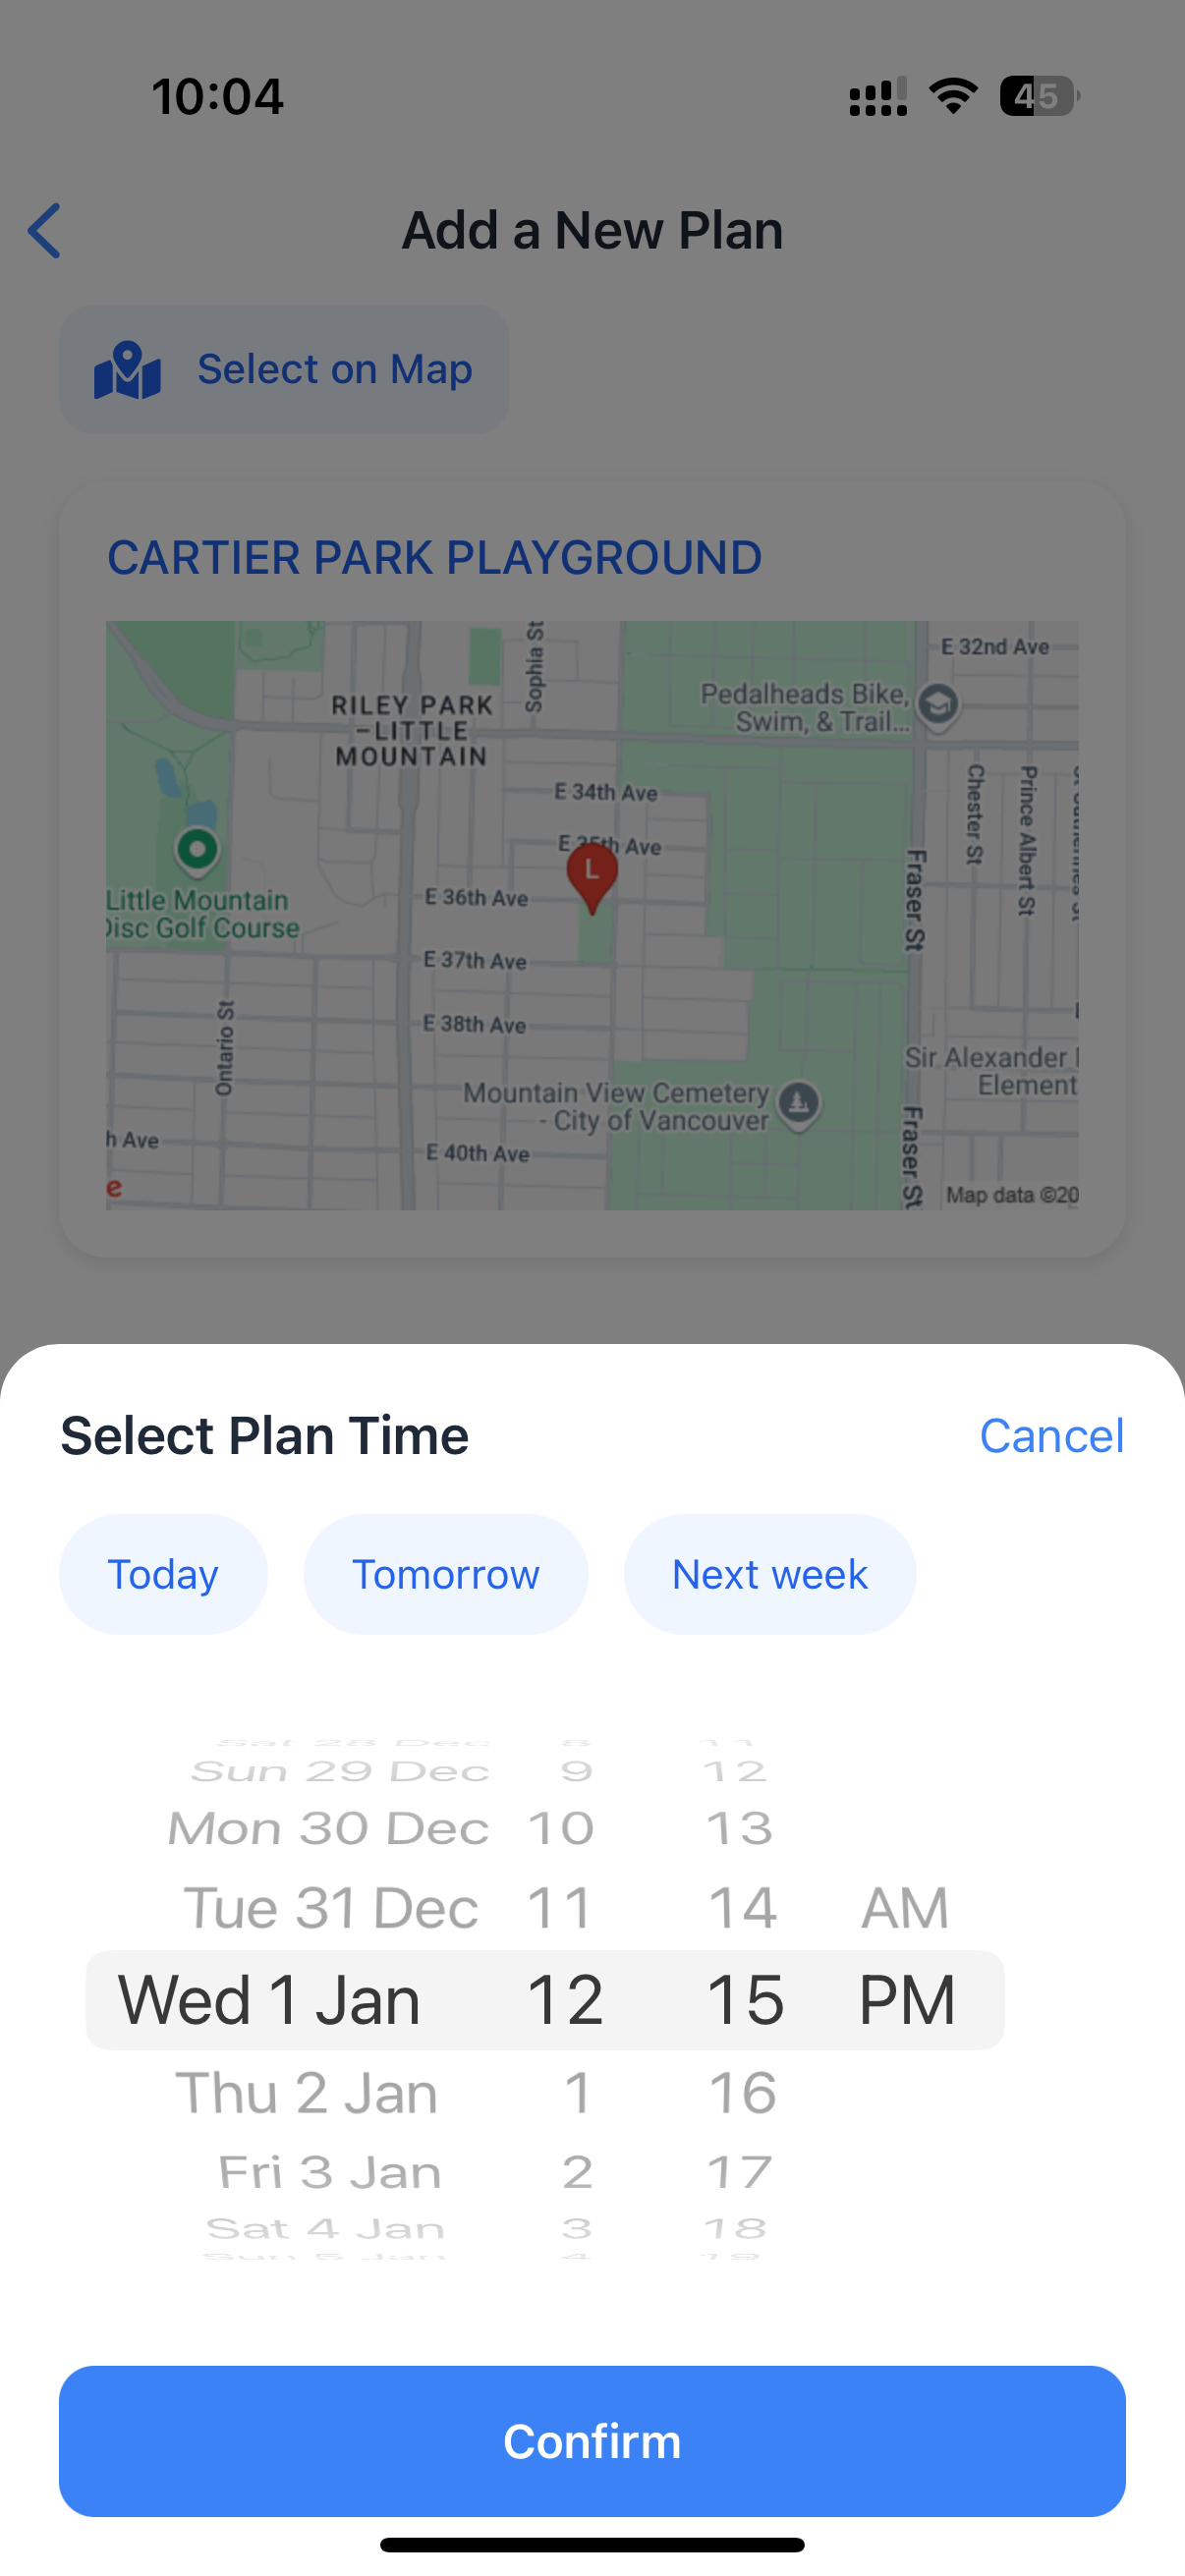 10:04
45
Add a New Plan
Select on Map
CARTIER PARK PLAYGROUND
Sophia St
E 32nd Ave
RILEY PARK
-LITTLE
MOUNTAIN
Pedalheads Bike,
Swim, & Trail...
Chester St
Prince Albert St
E 34th Ave
E 35th Ave
L
E 36th Ave
Fraser St
Little Mountain
Disc Golf Course
E 37th Ave
Ontario St
E 38th Ave
Sir Alexander
Element
Mountain View Cemetery
- City of Vancouver
h Ave
E 40th Ave
Fraser St
e
Map data ©20
Select Plan Time
Cancel
Today
Tomorrow
Next week
Sat 28 Dec 8 11
Sun 29 Dec 9 12
Mon 30 Dec 10 13
Tue 31 Dec 11 14 AM
Wed 1 Jan 12 15 PM
Thu 2 Jan 1 16
Fri 3 Jan 2 17
Sat 4 Jan 3 18
Sun 5 Jan 4 19
Confirm